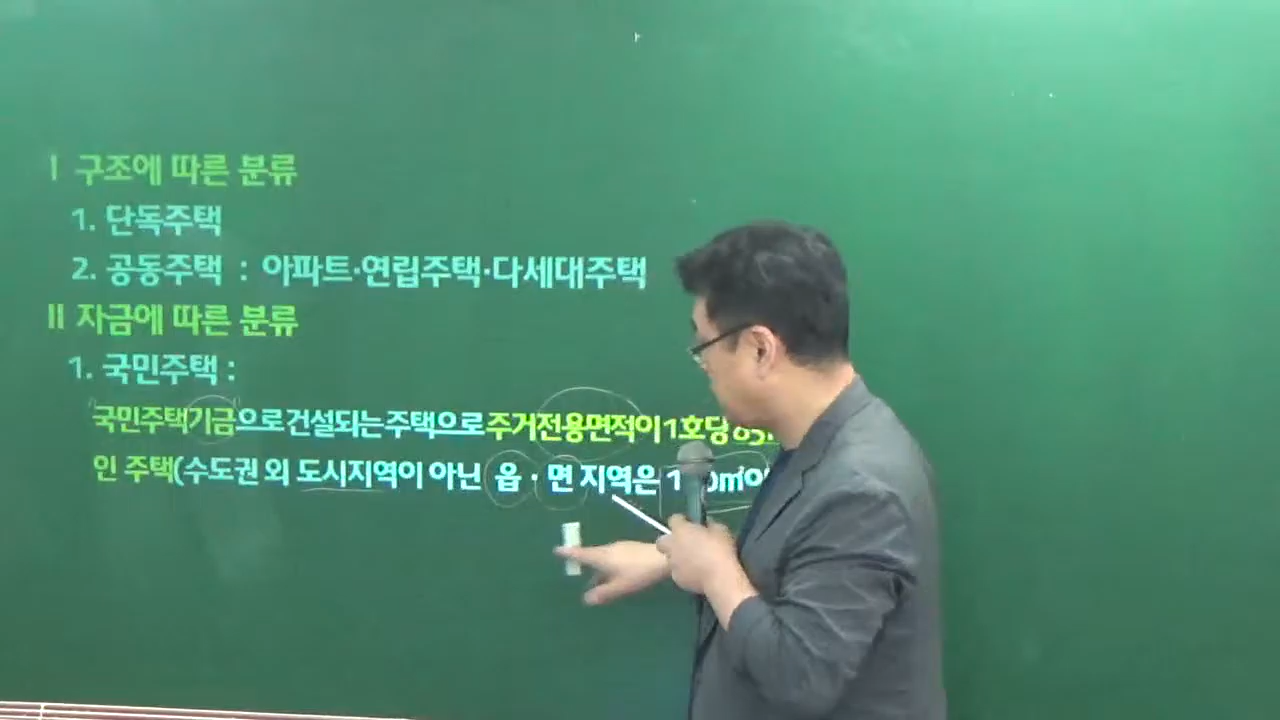 Ⅰ 구조에 따른 분류
1. 단독주택
2. 공동주택 : 아파트·연립주택·다세대주택
Ⅱ 자금에 따른 분류
1. 국민주택 :
"국민주택기금"으로 건설되는 주택으로 주거전용면적이 1호당
인 주택(수도권 외 도시지역이 아닌 읍·면 지역은